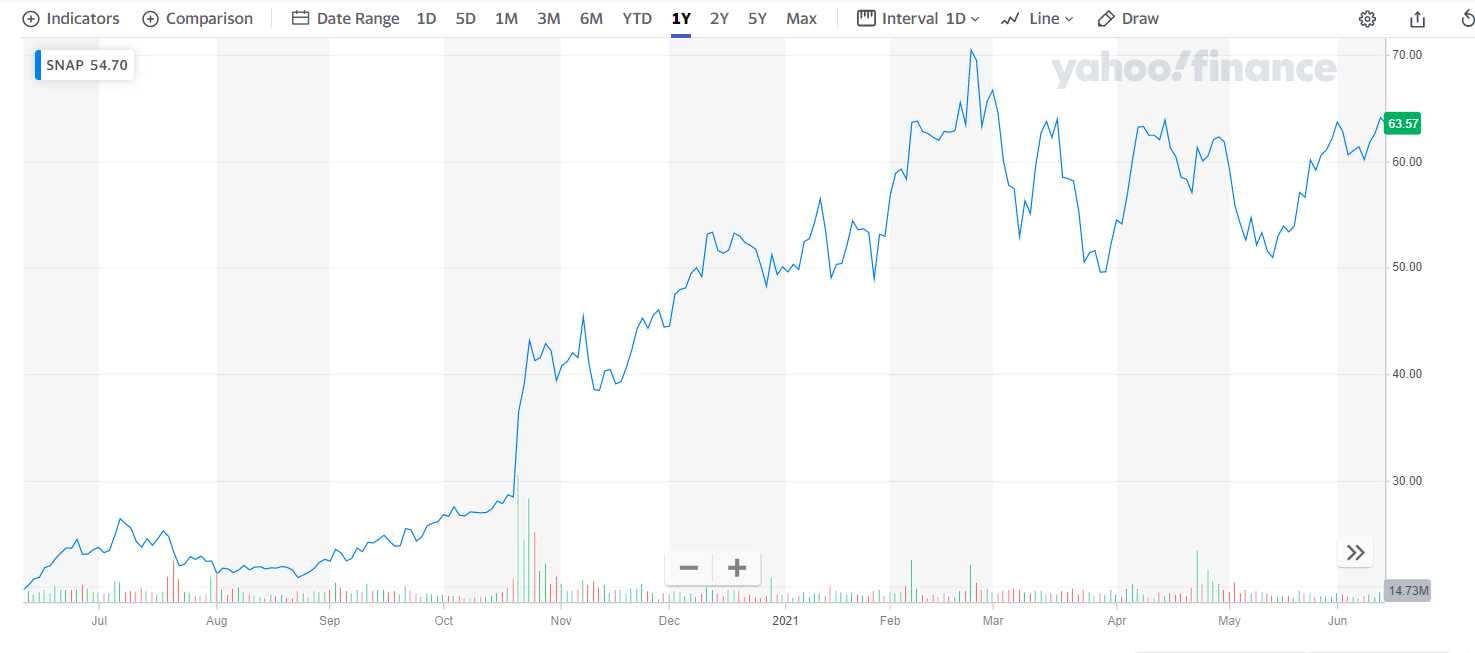 Indicators Comparison Date Range 1D 5D 1M 3M 6M YTD 1Y 2Y 5Y Max Interval 1D Line Draw
SNAP 54.70
yahoo!finance
70.00
63.57
60.00
50.00
40.00
30.00
14.73M
Jul Aug Sep Oct Nov Dec 2021 Feb Mar Apr May Jun